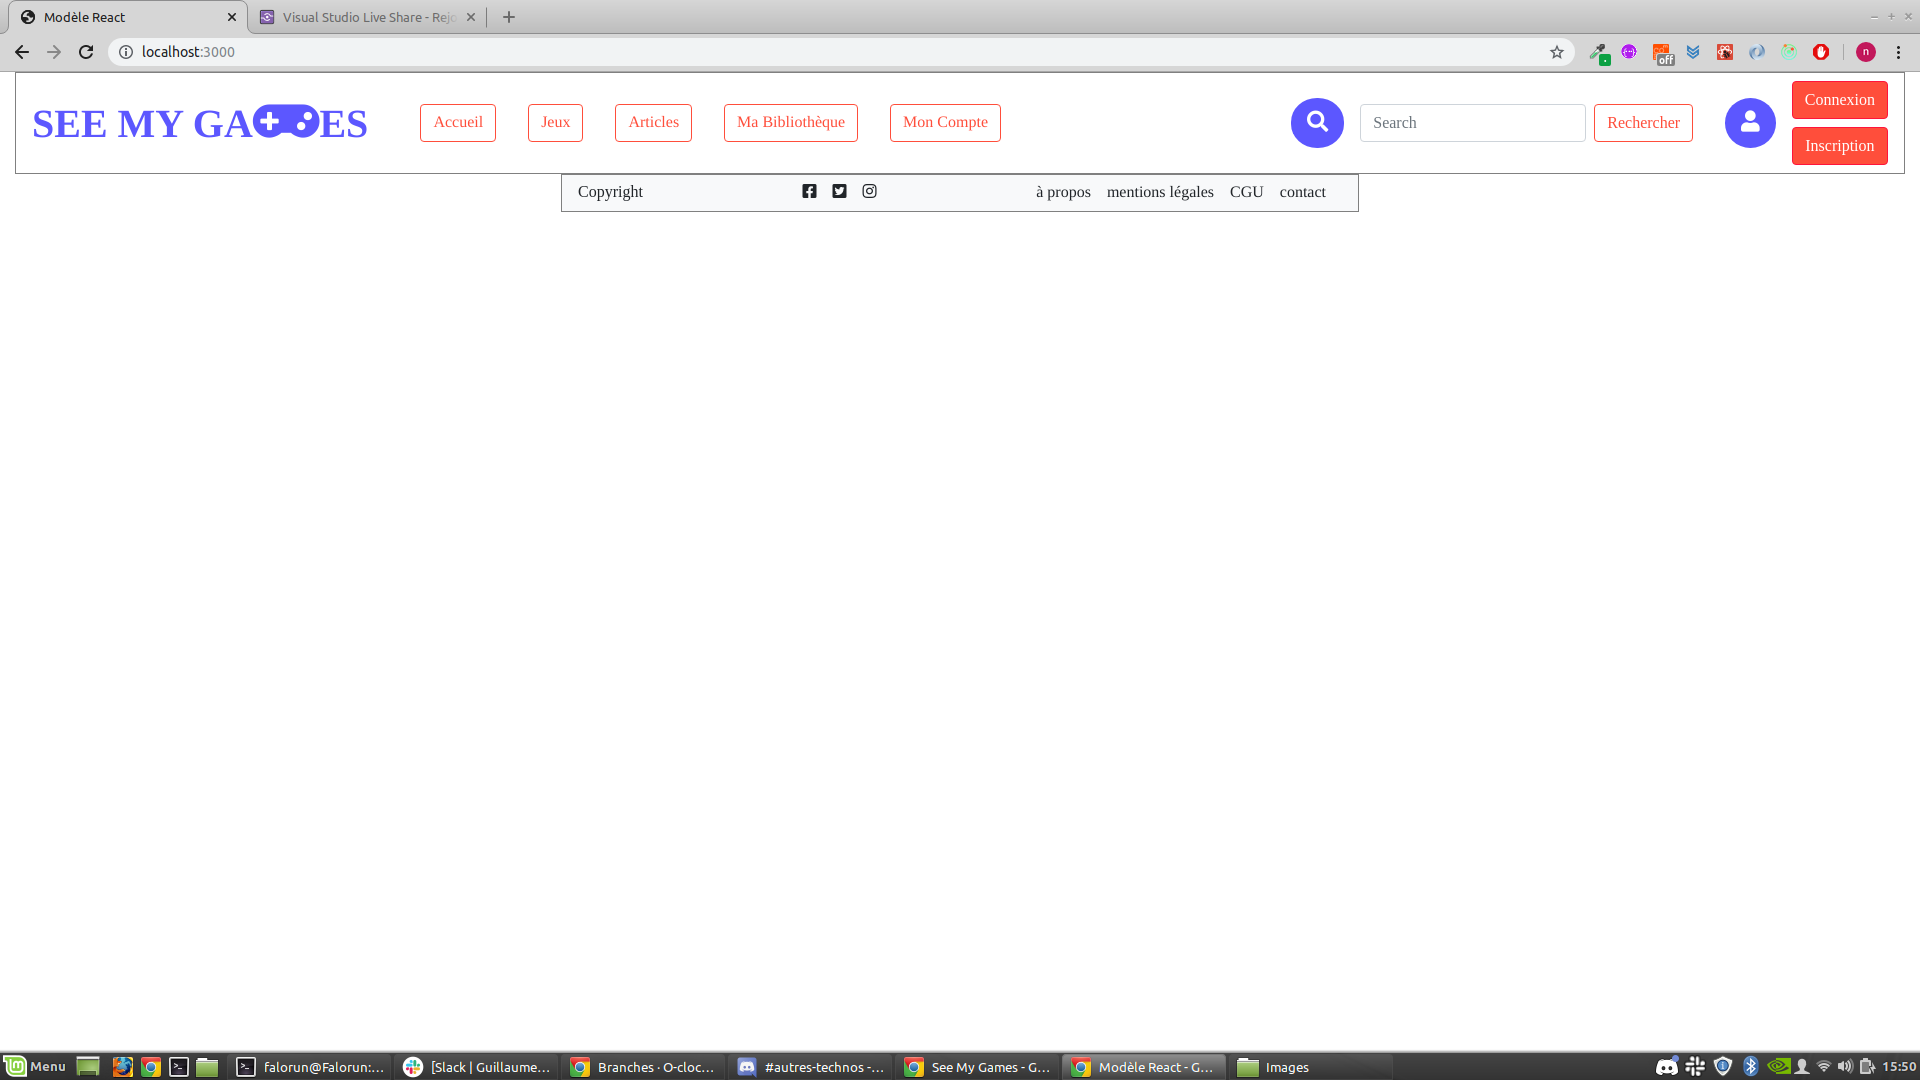 Modèle React
Visual Studio Live Share - Rejo
localhost:3000
off
n
SEE MY GA🎮ES
Accueil
Jeux
Articles
Ma Bibliothèque
Mon Compte
Search
Rechercher
Connexion
Inscription
Copyright
à propos
mentions légales
CGU
contact
Menu
falorun@Falorun:...
[Slack | Guillaume...
Branches · O-cloc...
#autres-technos -...
See My Games - G...
Modèle React - G...
Images
15:50